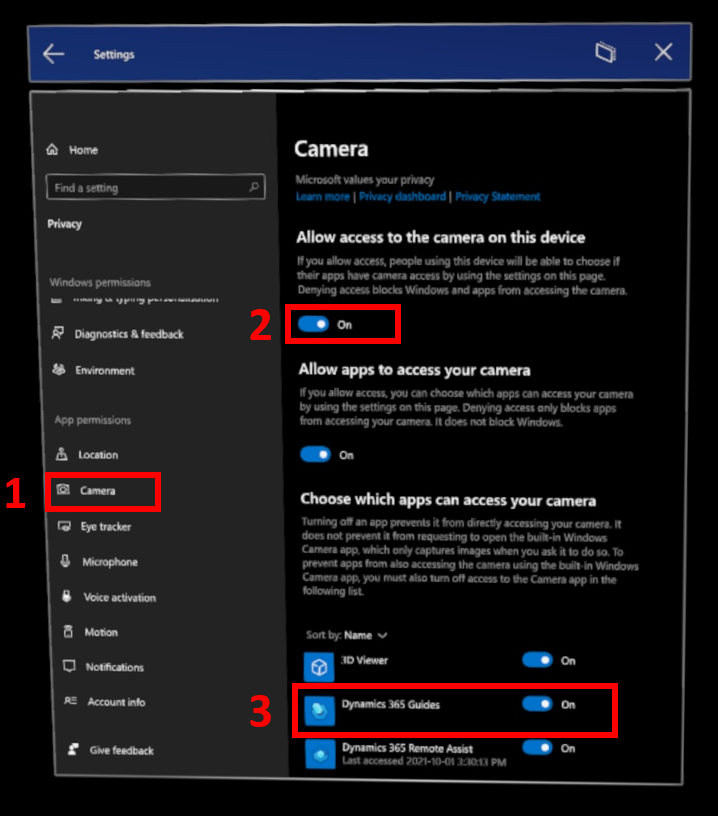 Settings
Home
Find a setting
Privacy
Windows permissions
Inking & typing personalisation
Diagnostics & feedback
Environment
App permissions
Location
1
Camera
Eye tracker
Microphone
Voice activation
Motion
Notifications
Account info
Give feedback
Camera
Microsoft values your privacy
Learn more | Privacy dashboard | Privacy Statement
Allow access to the camera on this device
If you allow access, people using this device will be able to choose if
their apps have camera access by using the settings on this page.
Denying access blocks Windows and apps from accessing the camera.
2
On
Allow apps to access your camera
If you allow access, you can choose which apps can access your camera
by using the settings on this page. Denying access only blocks apps
from accessing your camera. It does not block Windows.
On
Choose which apps can access your camera
Turning off an app prevents it from directly accessing your camera. It
does not prevent it from requesting to open the built-in Windows
Camera app, which only captures images when you ask it to do so. To
prevent apps from also accessing the camera using the built-in Windows
Camera app, you must also turn off access to the Camera app in the
following list.
Sort by: Name
3D Viewer On
3
Dynamics 365 Guides On
Dynamics 365 Remote Assist On
Last accessed 2021-10-01 3:30:13 PM